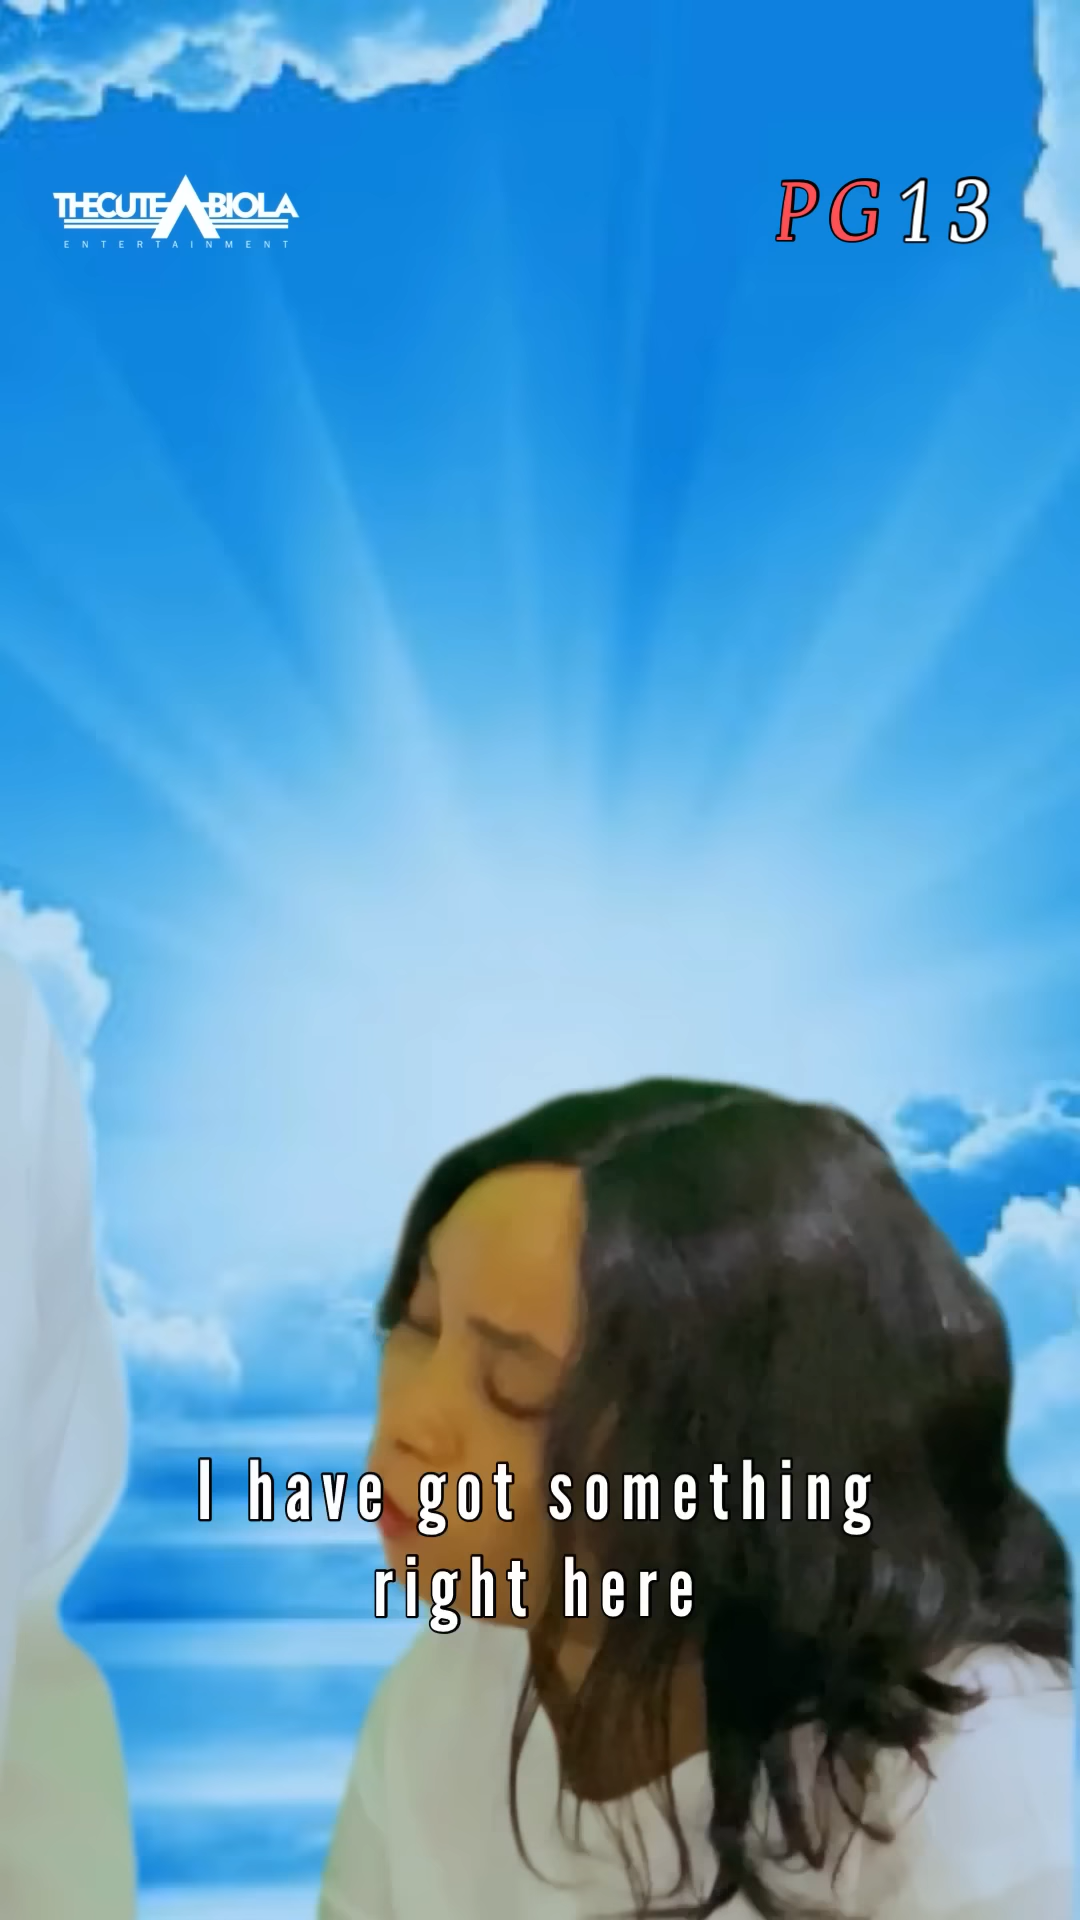 THECUTEABIOLA
ENTERTAINMENT
PG13
I have got something
right here